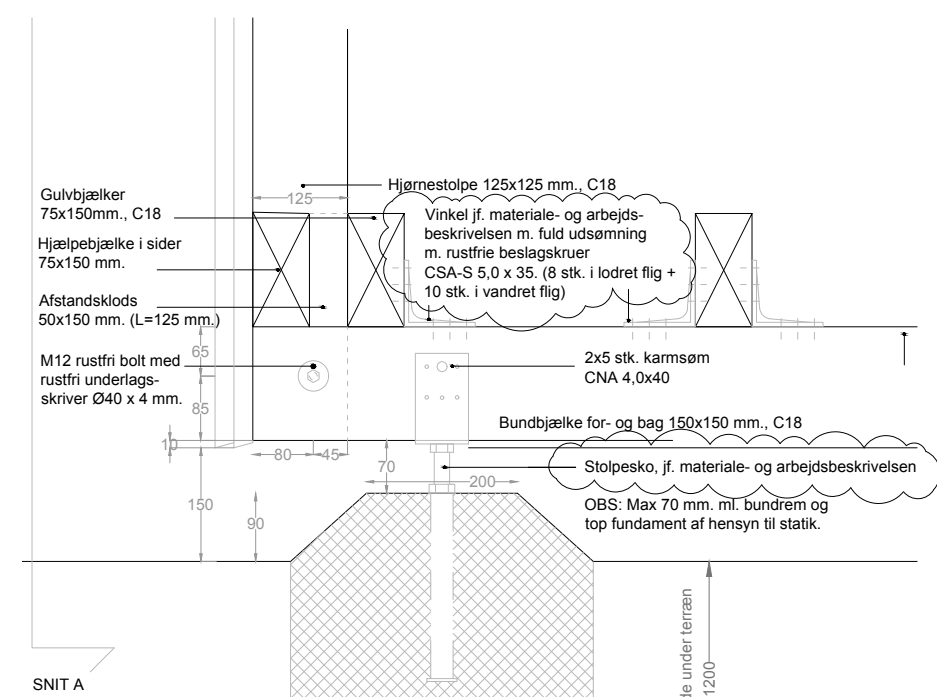 Hjørnestolpe 125x125 mm., C18
125
Gulvbjælker
75x150mm., C18
Hjælpebjælke i sider
75x150 mm.
Afstandsklods
50x150 mm. (L=125 mm.)
Vinkel jf. materiale- og arbejds-
beskrivelsen m. fuld udsømning
m. rustfrie beslagskruer
CSA-S 5,0 x 35. (8 stk. i lodret flig +
10 stk. i vandret flig)
65
M12 rustfri bolt med
rustfri underlags-
skriver Ø40 x 4 mm.
85
2x5 stk. karmsøm
CNA 4,0x40
Bundbjælke for- og bag 150x150 mm., C18
10
80
45
70
200
Stolpesko, jf. materiale- og arbejdsbeskrivelsen
OBS: Max 70 mm. ml. bundrem og
top fundament af hensyn til statik.
150
90
under terræn
1200
SNIT A